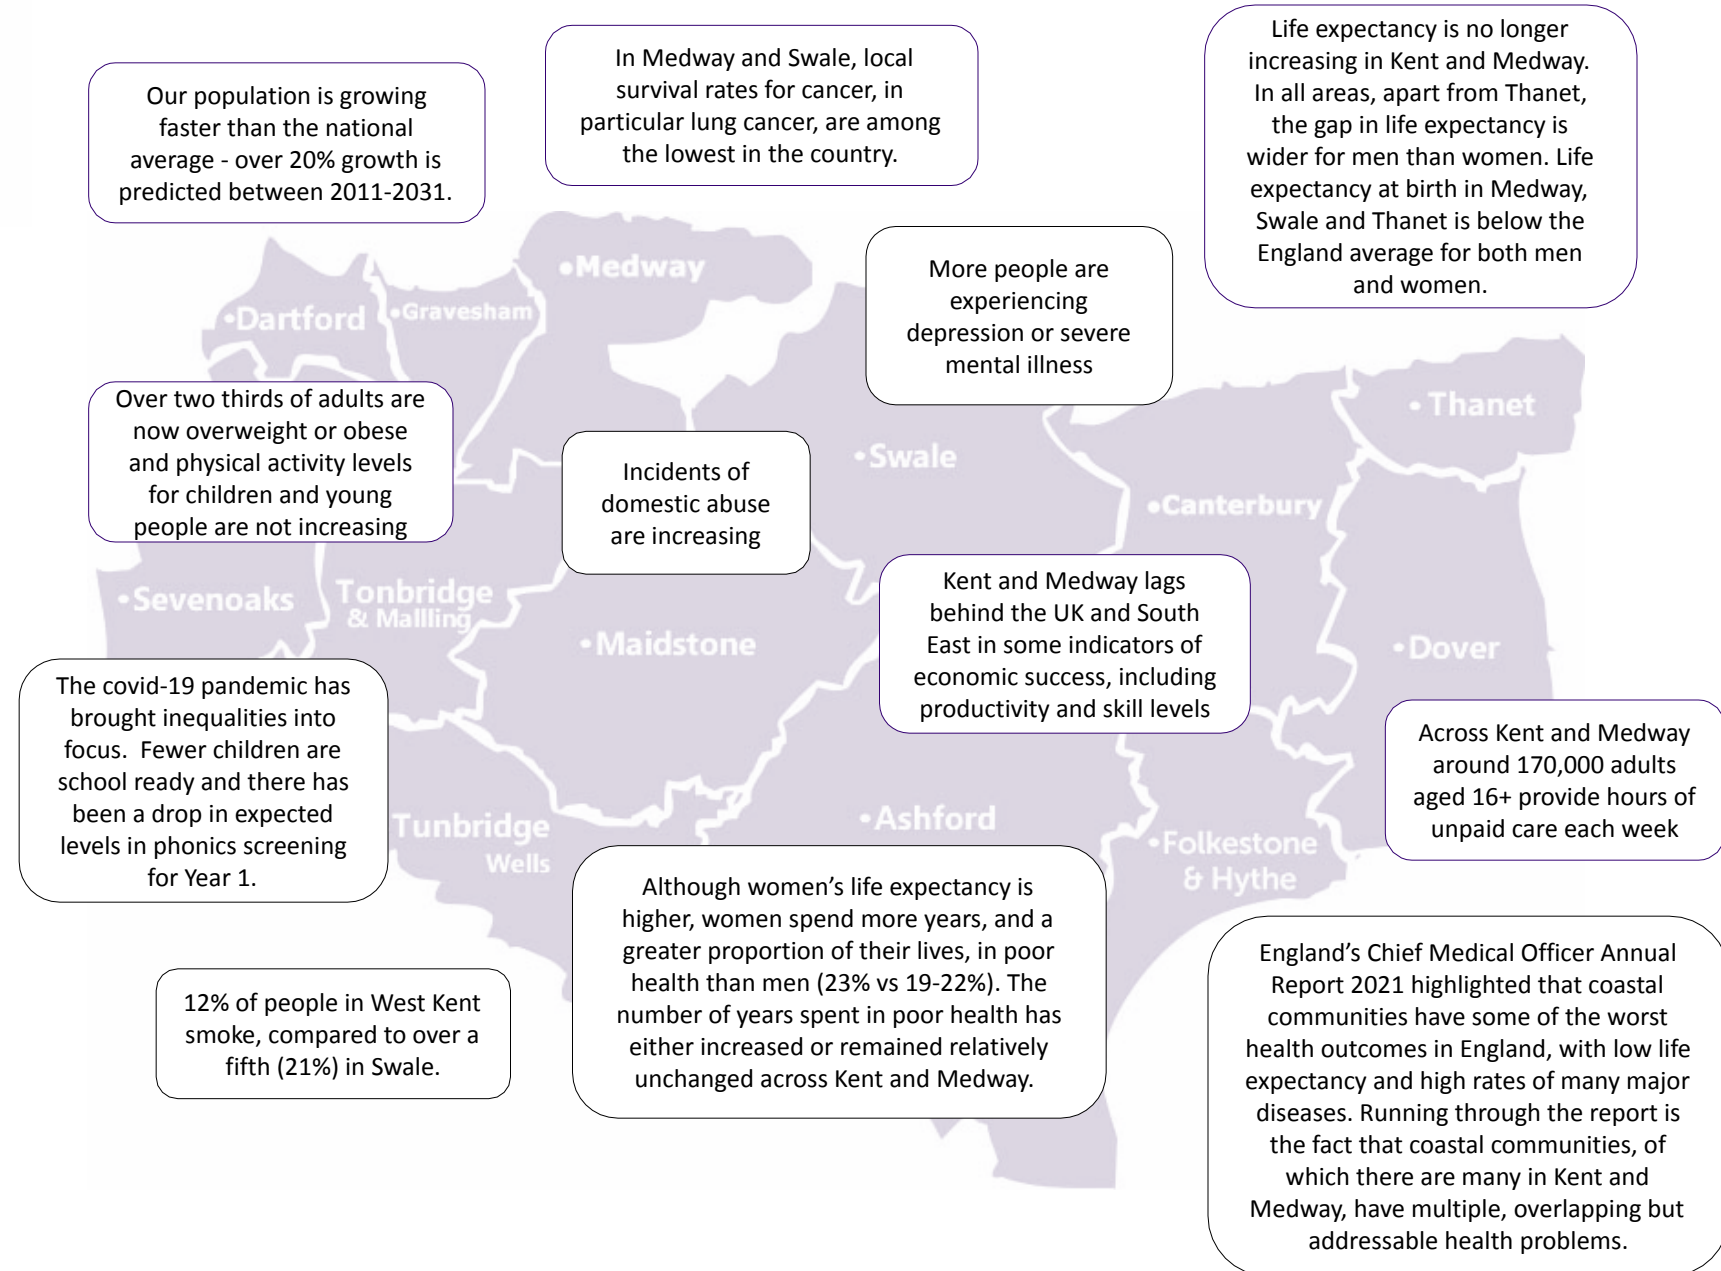 Our population is growing
faster than the national
average - over 20% growth is
predicted between 2011-2031.
In Medway and Swale, local
survival rates for cancer, in
particular lung cancer, are among
the lowest in the country.
Life expectancy is no longer
increasing in Kent and Medway.
In all areas, apart from Thanet,
the gap in life expectancy is
wider for men than women. Life
expectancy at birth in Medway,
Swale and Thanet is below the
England average for both men
and women.
More people are
experiencing
depression or severe
mental illness
•Medway
•Dartford
•Gravesham
• Thanet
Over two thirds of adults are
now overweight or obese
and physical activity levels
for children and young
people are not increasing
Incidents of
domestic abuse
are increasing
•Swale
•Canterbury
•Sevenoaks
Tonbridge
& Mallling
•Maidstone
Kent and Medway lags
behind the UK and South
East in some indicators of
economic success, including
productivity and skill levels
•Dover
The covid-19 pandemic has
brought inequalities into
focus.  Fewer children are
school ready and there has
been a drop in expected
levels in phonics screening
for Year 1.
Across Kent and Medway
around 170,000 adults
aged 16+ provide hours of
unpaid care each week
Tunbridge
Wells
•Ashford
•Folkestone
& Hythe
Although women’s life expectancy is
higher, women spend more years, and a
greater proportion of their lives, in poor
health than men (23% vs 19-22%). The
number of years spent in poor health has
either increased or remained relatively
unchanged across Kent and Medway.
12% of people in West Kent
smoke, compared to over a
fifth (21%) in Swale.
England’s Chief Medical Officer Annual
Report 2021 highlighted that coastal
communities have some of the worst
health outcomes in England, with low life
expectancy and high rates of many major
diseases. Running through the report is
the fact that coastal communities, of
which there are many in Kent and
Medway, have multiple, overlapping but
addressable health problems.